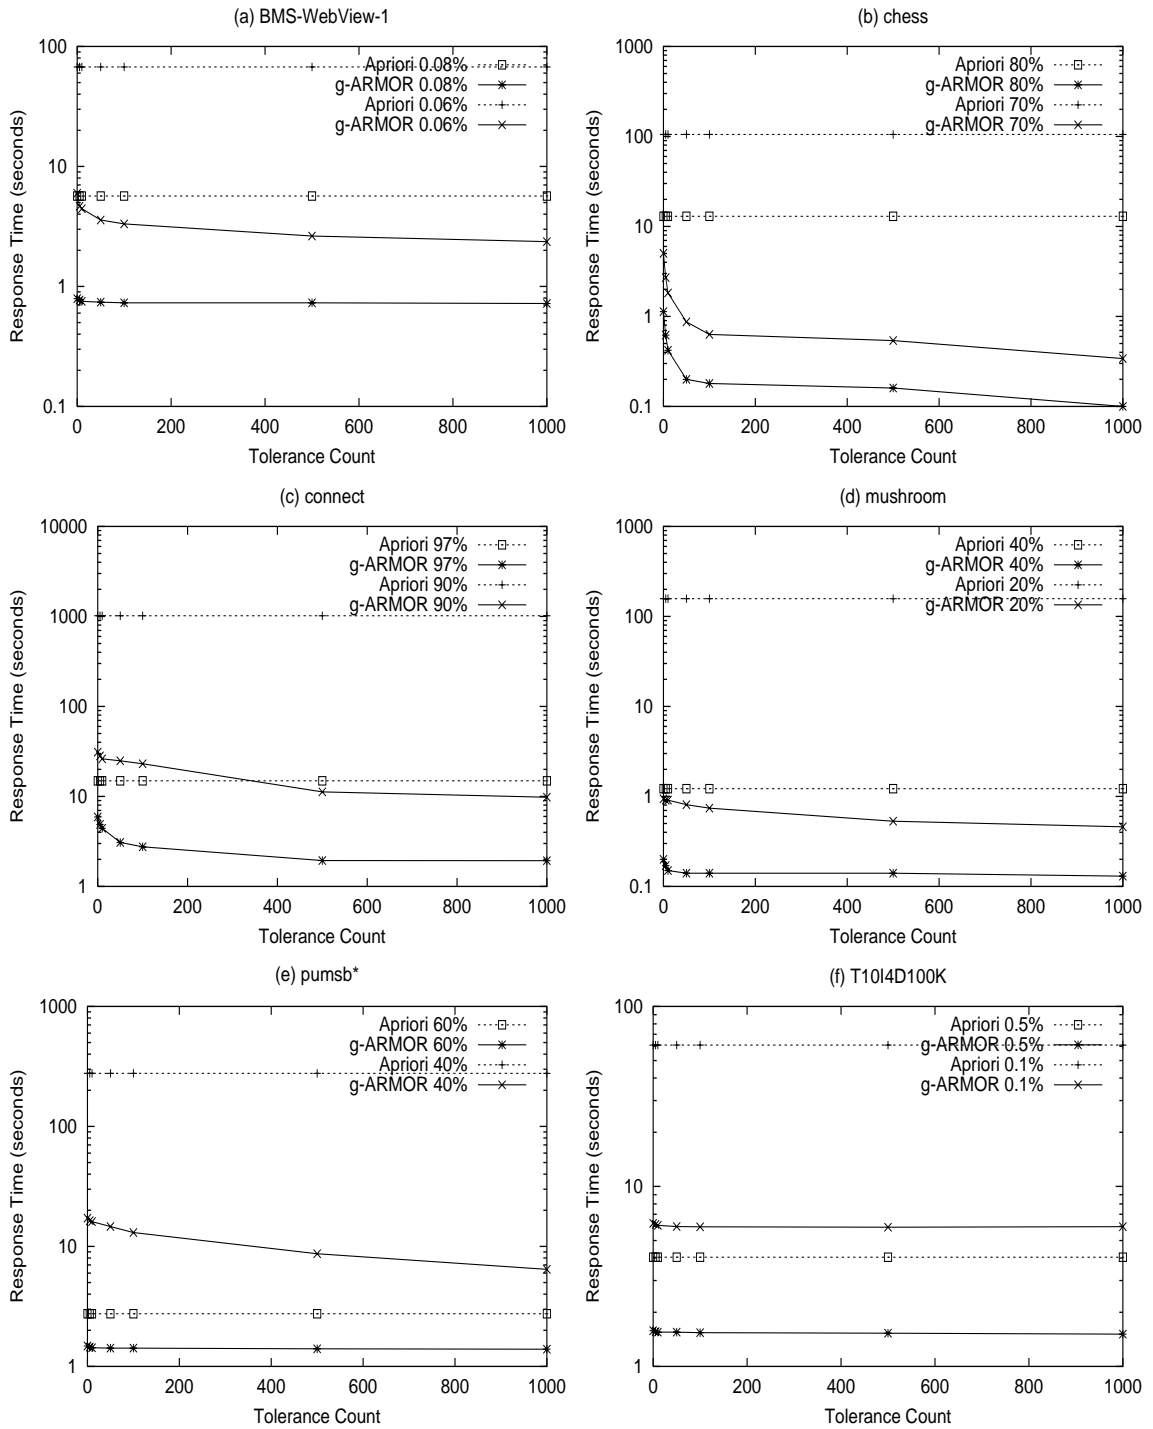 (a) BMS-WebView-1
Response Time (seconds)
100
10
1
0.1
Apriori 0.08%
g-ARMOR 0.08%
Apriori 0.06%
g-ARMOR 0.06%
0 200 400 600 800 1000
Tolerance Count
(b) chess
Response Time (seconds)
1000
100
10
1
0.1
Apriori 80%
g-ARMOR 80%
Apriori 70%
g-ARMOR 70%
0 200 400 600 800 1000
Tolerance Count
(c) connect
Response Time (seconds)
10000
1000
100
10
1
Apriori 97%
g-ARMOR 97%
Apriori 90%
g-ARMOR 90%
0 200 400 600 800 1000
Tolerance Count
(d) mushroom
Response Time (seconds)
1000
100
10
1
0.1
Apriori 40%
g-ARMOR 40%
Apriori 20%
g-ARMOR 20%
0 200 400 600 800 1000
Tolerance Count
(e) pumsb*
Response Time (seconds)
1000
100
10
1
Apriori 60%
g-ARMOR 60%
Apriori 40%
g-ARMOR 40%
0 200 400 600 800 1000
Tolerance Count
(f) T10I4D100K
Response Time (seconds)
100
10
1
Apriori 0.5%
g-ARMOR 0.5%
Apriori 0.1%
g-ARMOR 0.1%
0 200 400 600 800 1000
Tolerance Count